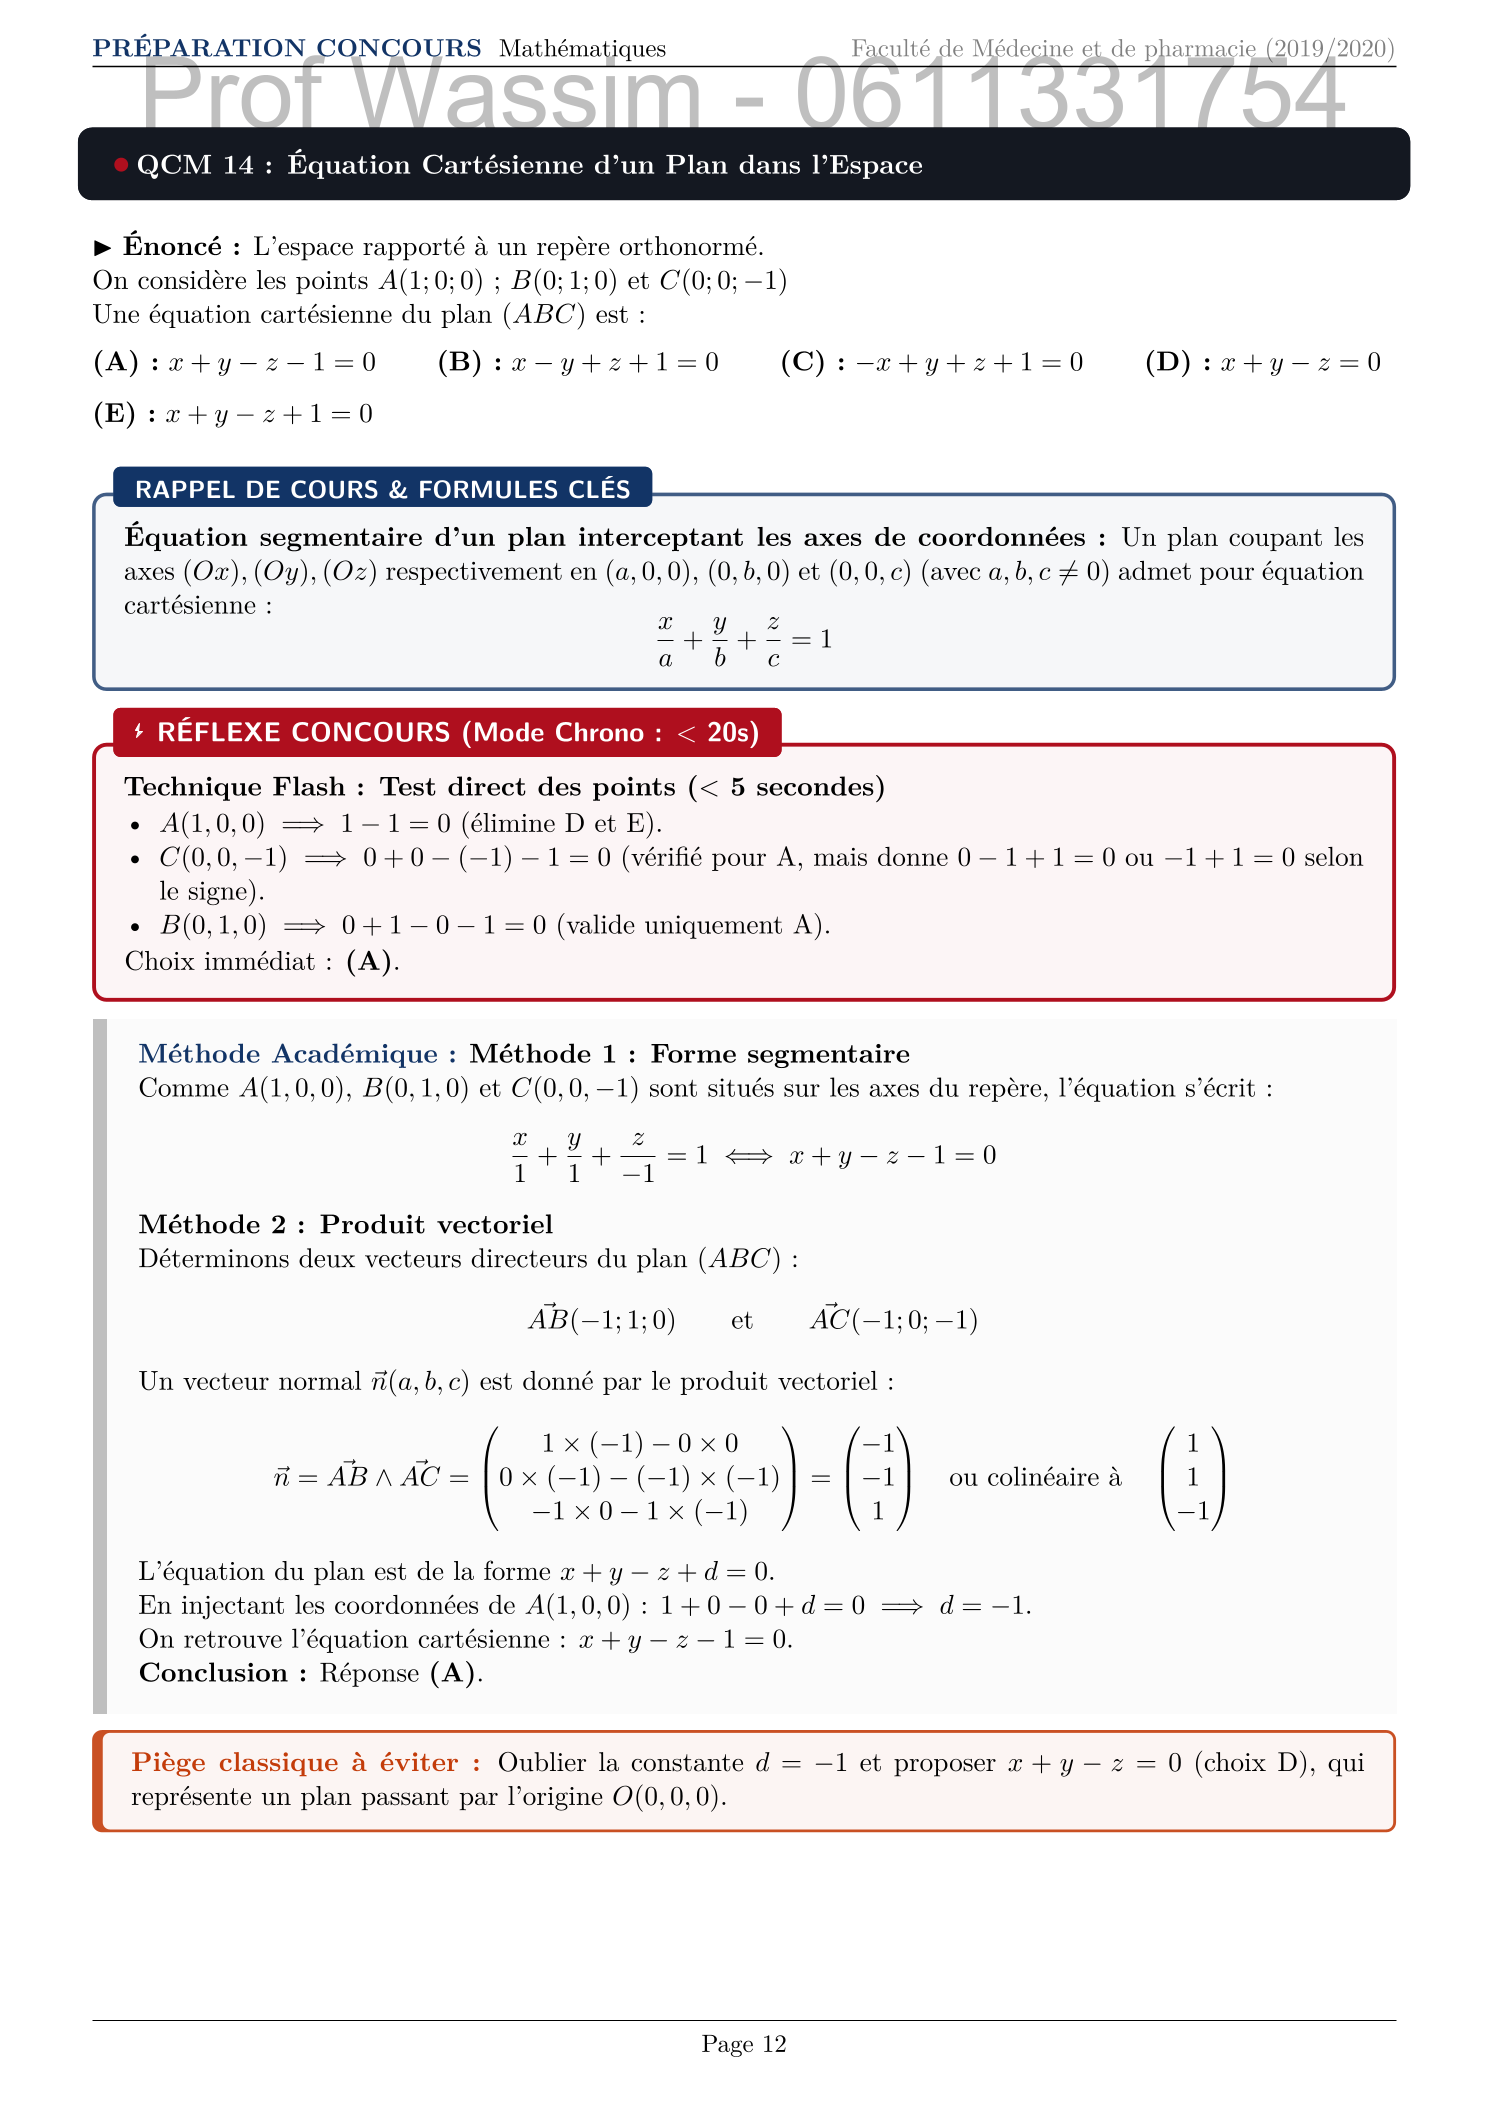 PRÉPARATION CONCOURS Mathématiques Faculté de Médecine et de pharmacie (2019/2020)
Prof Wassim - 0611331754
● QCM 14 : Équation Cartésienne d'un Plan dans l'Espace
▶ Énoncé : L'espace rapporté à un repère orthonormé.
On considère les points A(1; 0; 0) ; B(0; 1; 0) et C(0; 0; −1)
Une équation cartésienne du plan (ABC) est :
(A) : x + y − z − 1 = 0 (B) : x − y + z + 1 = 0 (C) : −x + y + z + 1 = 0 (D) : x + y − z = 0
(E) : x + y − z + 1 = 0
RAPPEL DE COURS & FORMULES CLÉS
Équation segmentaire d'un plan interceptant les axes de coordonnées : Un plan coupant les
axes (Ox), (Oy), (Oz) respectivement en (a, 0, 0), (0, b, 0) et (0, 0, c) (avec a, b, c ≠ 0) admet pour équation
cartésienne :
x/a + y/b + z/c = 1
RÉFLEXE CONCOURS (Mode Chrono : < 20s)
Technique Flash : Test direct des points (< 5 secondes)
• A(1, 0, 0) ⟹ 1 − 1 = 0 (élimine D et E).
• C(0, 0, −1) ⟹ 0 + 0 − (−1) − 1 = 0 (vérifié pour A, mais donne 0 − 1 + 1 = 0 ou −1 + 1 = 0 selon
le signe).
• B(0, 1, 0) ⟹ 0 + 1 − 0 − 1 = 0 (valide uniquement A).
Choix immédiat : (A).
Méthode Académique : Méthode 1 : Forme segmentaire
Comme A(1, 0, 0), B(0, 1, 0) et C(0, 0, −1) sont situés sur les axes du repère, l'équation s'écrit :
x/1 + y/1 + z/−1 = 1 ⟺ x + y − z − 1 = 0
Méthode 2 : Produit vectoriel
Déterminons deux vecteurs directeurs du plan (ABC) :
A⃗B(−1; 1; 0) et A⃗C(−1; 0; −1)
Un vecteur normal n⃗(a, b, c) est donné par le produit vectoriel :
n⃗ = A⃗B ∧ A⃗C = (1 × (−1) − 0 × 0 ; 0 × (−1) − (−1) × (−1) ; −1 × 0 − 1 × (−1)) = (−1 ; −1 ; 1) ou colinéaire à (1 ; 1 ; −1)
L'équation du plan est de la forme x + y − z + d = 0.
En injectant les coordonnées de A(1, 0, 0) : 1 + 0 − 0 + d = 0 ⟹ d = −1.
On retrouve l'équation cartésienne : x + y − z − 1 = 0.
Conclusion : Réponse (A).
Piège classique à éviter : Oublier la constante d = −1 et proposer x + y − z = 0 (choix D), qui
représente un plan passant par l'origine O(0, 0, 0).
Page 12